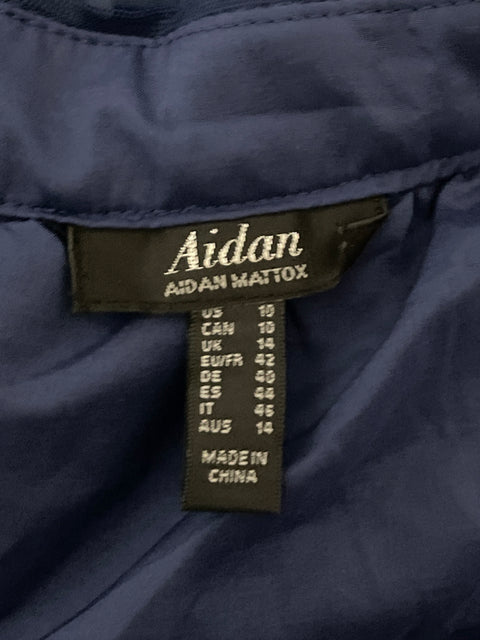 Aidan
AIDAN MATTOX
US 10
CAN 10
UK 14
EU/FR 42
DE 40
ES 44
IT 46
AUS 14
MADE IN
CHINA